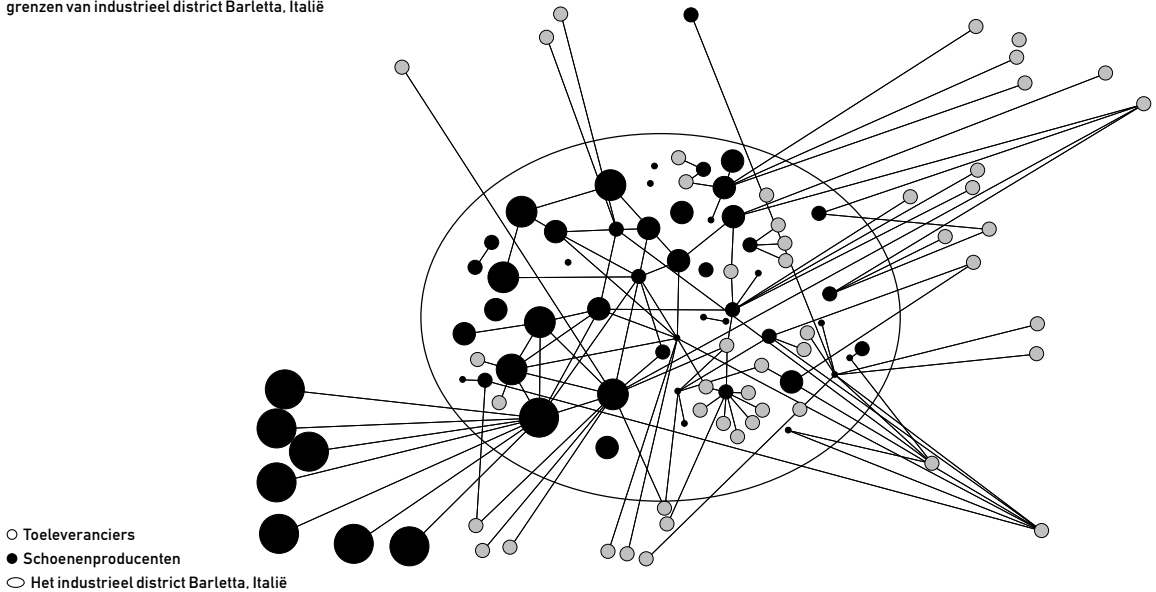 grenzen van industrieel district Barletta, Italië
Toeleveranciers
Schoenenproducenten
Het industrieel district Barletta, Italië